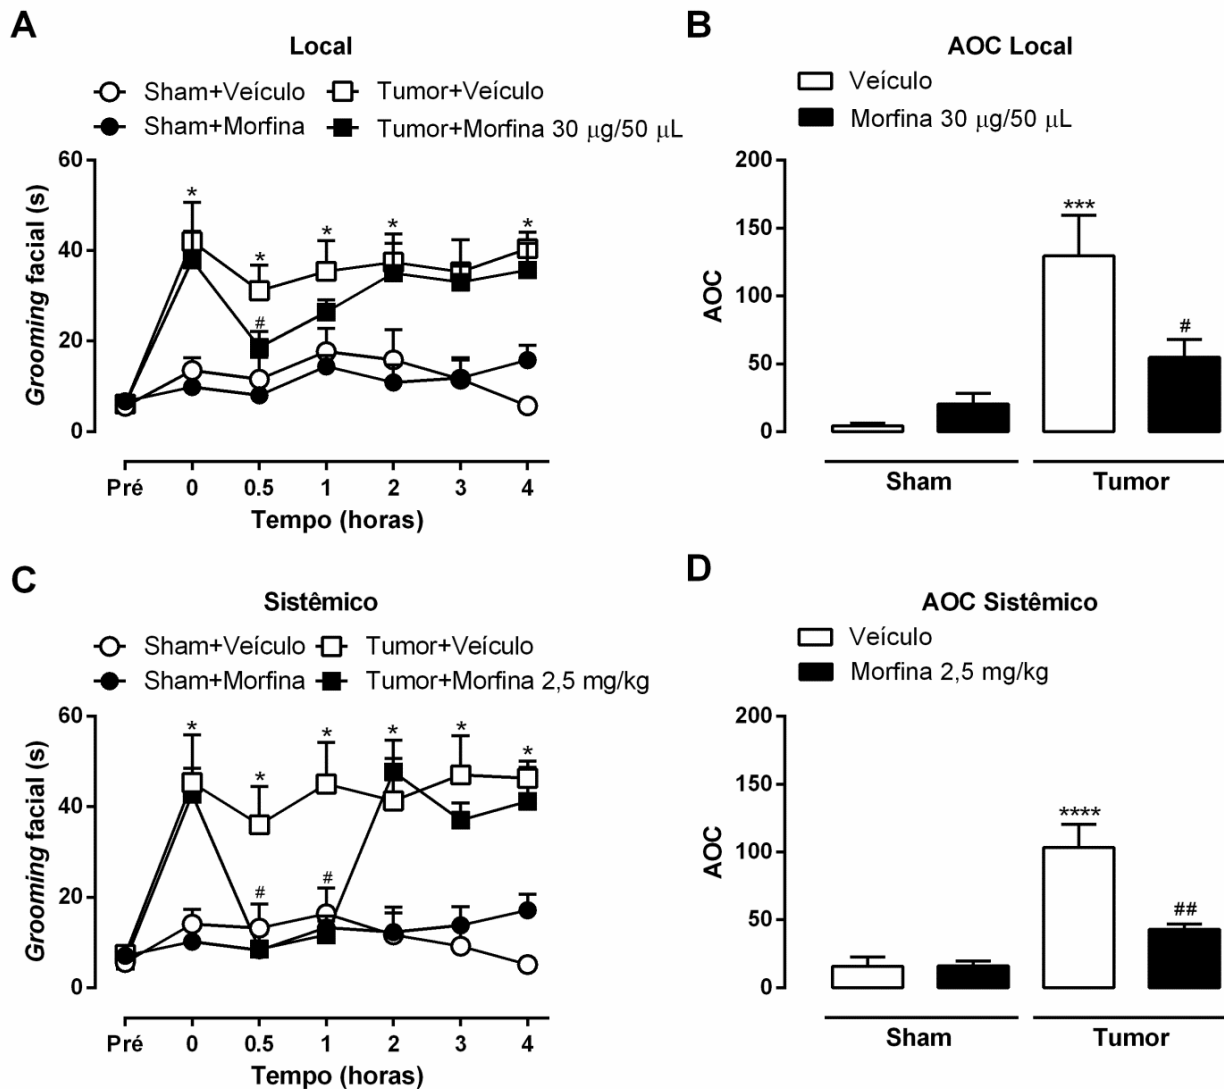 A
Local
Sham+Veículo
Tumor+Veículo
Sham+Morfina
Tumor+Morfina 30 μg/50 μL
Grooming facial (s)
60
40
20
0
*
*
*
*
*
#
Pré 0 0.5 1 2 3 4
Tempo (horas)
B
AOC Local
Veículo
Morfina 30 μg/50 μL
AOC
200
150
100
50
0
***
#
Sham Tumor
C
Sistêmico
Sham+Veículo
Tumor+Veículo
Sham+Morfina
Tumor+Morfina 2,5 mg/kg
Grooming facial (s)
60
40
20
0
*
*
*
*
*
*
#
#
Pré 0 0.5 1 2 3 4
Tempo (horas)
D
AOC Sistêmico
Veículo
Morfina 2,5 mg/kg
AOC
200
150
100
50
0
****
##
Sham Tumor